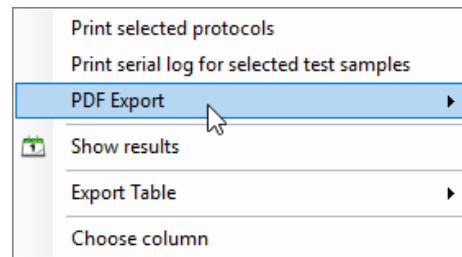 Print selected protocols
Print serial log for selected test samples
PDF Export
Show results
Export Table
Choose column